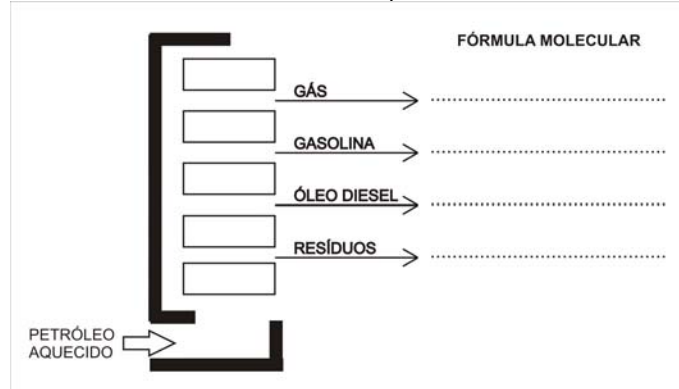 FÓRMULA MOLECULAR
GÁS
GASOLINA
ÓLEO DIESEL
RESÍDUOS
PETRÓLEO
AQUECIDO